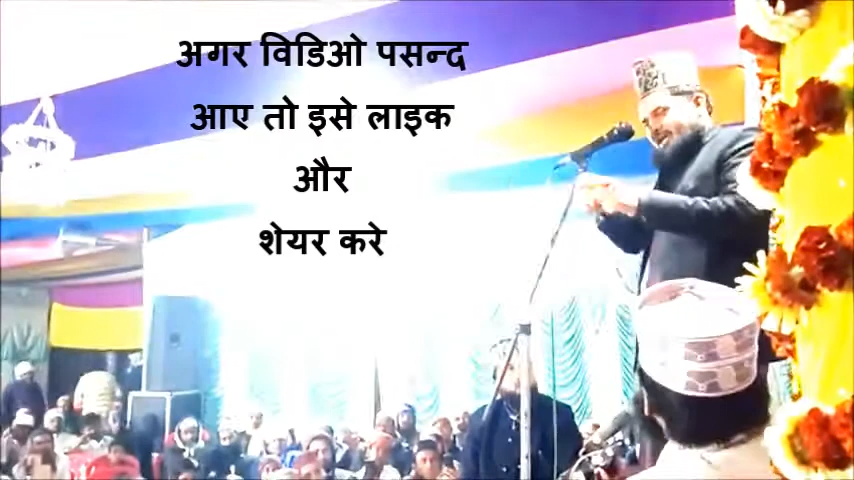 अगर विडिओ पसन्द
आए तो इसे लाइक
और
शेयर करे